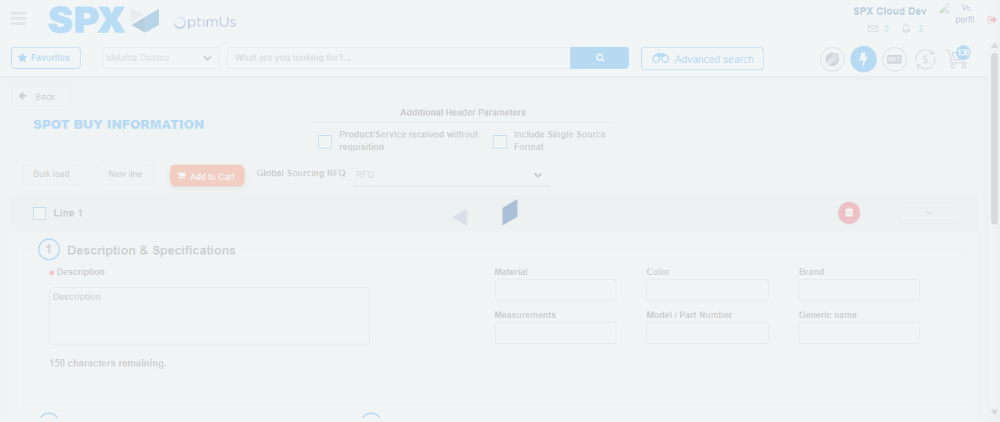 SPX
OptimUs
SPX Cloud Dev
Ve
perfil
2
2
Favorites
Metalsa Osasco
What are you looking for?...
Advanced search
136
Back
SPOT BUY INFORMATION
Additional Header Parameters
Product/Service received without
requisition
Include Single Source
Format
Bulk load
New line
Add to Cart
Global Sourcing RFQ
RFQ
Line 1
1
Description & Specifications
* Description
Description
150 characters remaining.
Material
Color
Brand
Measurements
Model / Part Number
Generic name